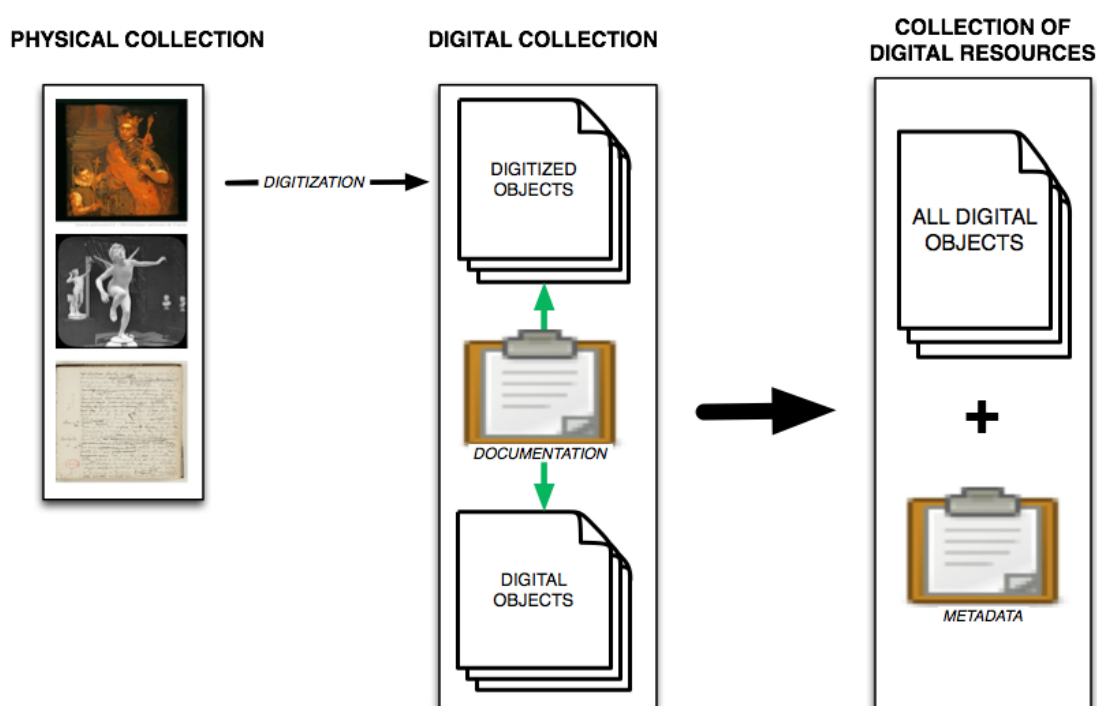 PHYSICAL COLLECTION
DIGITIZATION
DIGITAL COLLECTION
DIGITIZED
OBJECTS
DOCUMENTATION
DIGITAL
OBJECTS
COLLECTION OF
DIGITAL RESOURCES
ALL DIGITAL
OBJECTS
+
METADATA